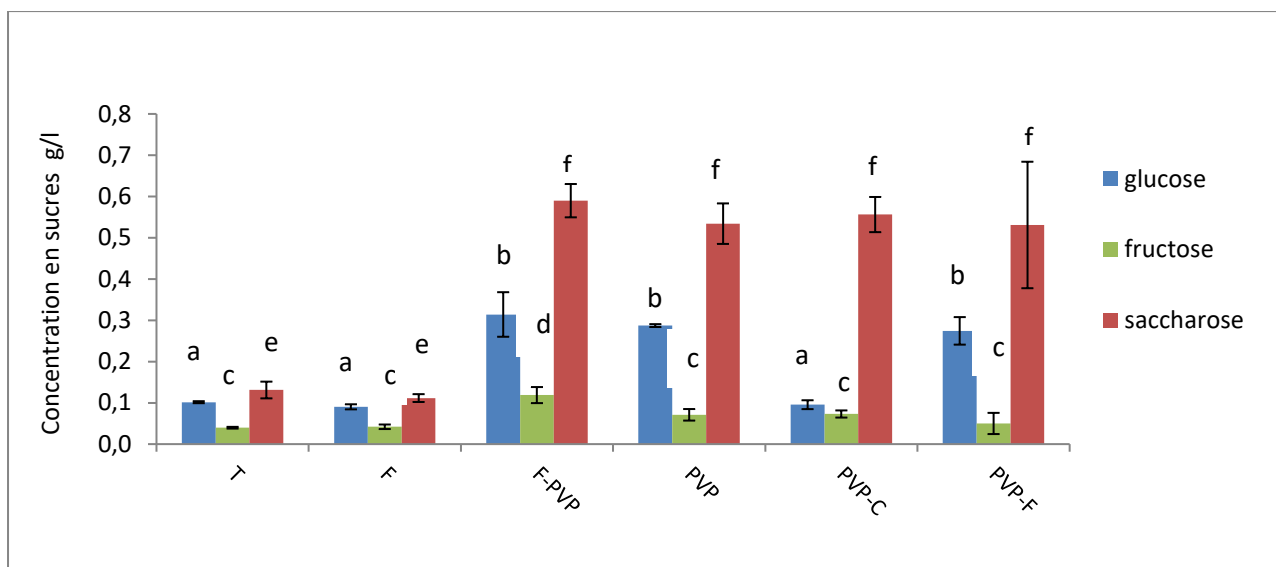 Concentration en sucres g/l
0,8
0,7
0,6
0,5
0,4
0,3
0,2
0,1
0,0
a
c
e
a
c
e
b
d
f
b
c
f
a
c
f
b
c
f
T
F
F-PVP
PVP
PVP-C
PVP-F
glucose
fructose
saccharose